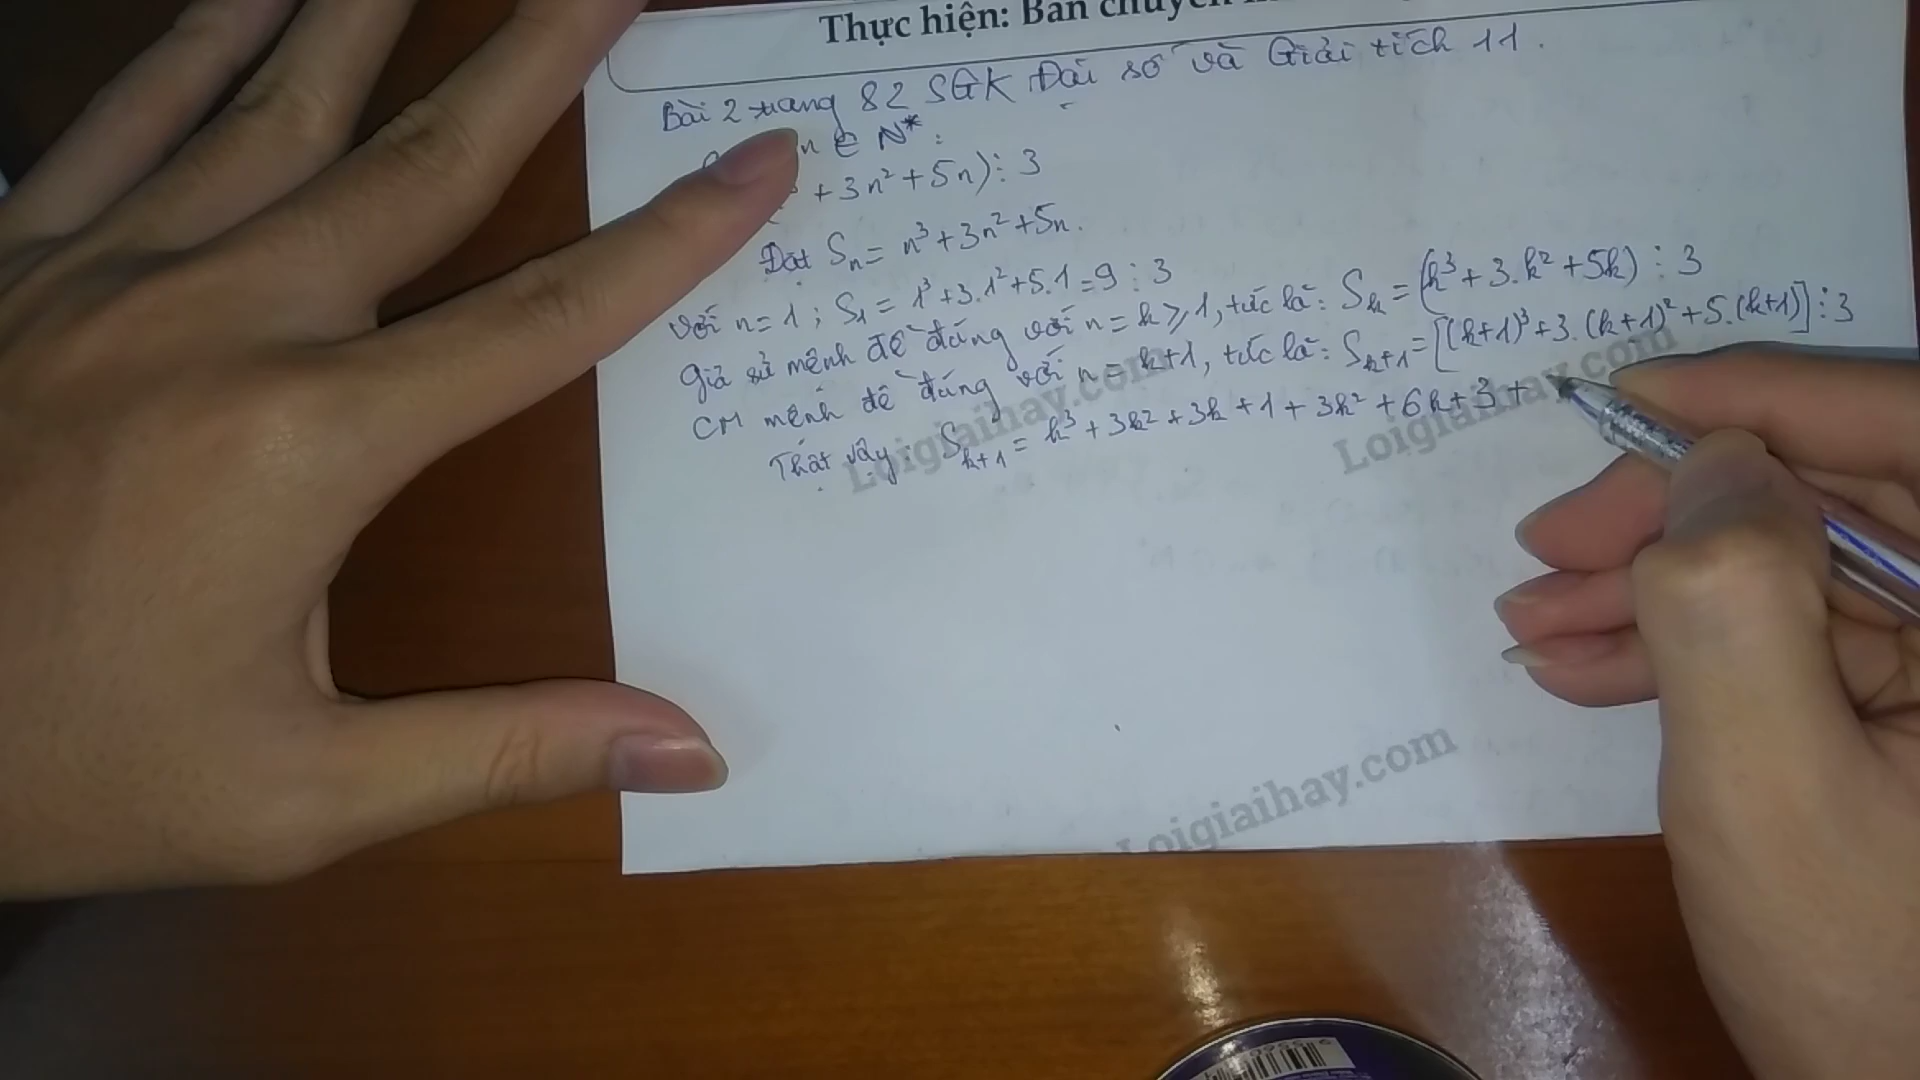 Thực hiện: Ban chuyên
Bài 2 trang 82 SGK Đại số và Giải tích 11.
n ∈ N*:
+ 3n² + 5n) ⋮ 3
Đặt Sₙ = n³ + 3n² + 5n.
Với n = 1 ; S₁ = 1³ + 3.1² + 5.1 = 9 ⋮ 3
Giả sử mệnh đề đúng với n = k ≥ 1, tức là: Sₖ = (k³ + 3.k² + 5k) ⋮ 3
CM mệnh đề đúng với n = k+1, tức là: Sₖ₊₁ = [(k+1)³ + 3.(k+1)² + 5.(k+1)] ⋮ 3
Thật vậy: Sₖ₊₁ = k³ + 3k² + 3k + 1 + 3k² + 6k + 3 +
Loigiaihay.com
Loigiaihay.com
Loigiaihay.com